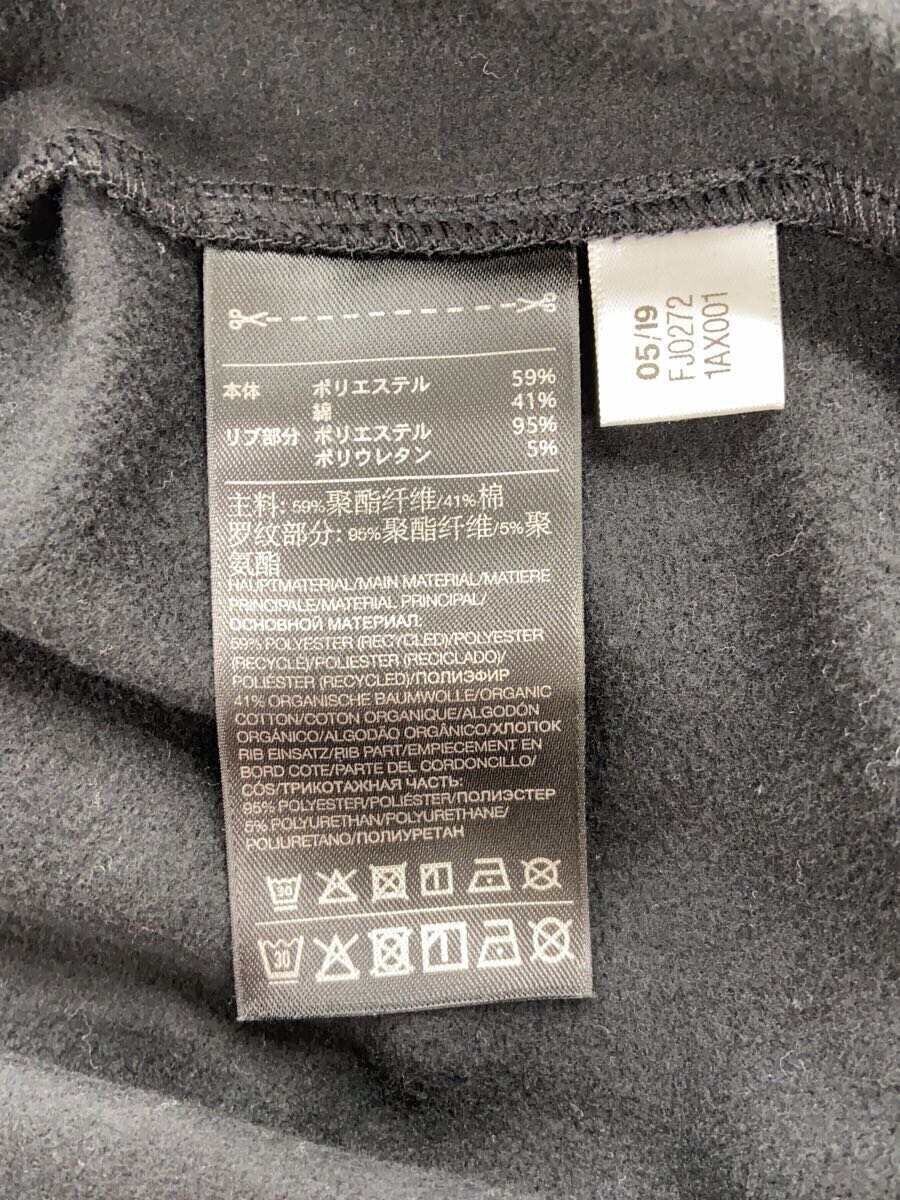 本体 ポリエステル 59%
綿 41%
リブ部分 ポリエステル 95%
ポリウレタン 5%
主料: 59%聚酯纤维/41%棉
罗纹部分: 95%聚酯纤维/5%聚
氨酯
HAUPTMATERIAL/MAIN MATERIAL/MATIERE
PRINCIPALE/MATERIAL PRINCIPAL/
ОСНОВНОЙ МАТЕРИАЛ:
59% POLYESTER (RECYCLED)/POLYESTER
(RECYCLE)/POLIESTER (RECICLADO)/
POLIÉSTER (RECYCLED)/ПОЛИЭФИР
41% ORGANISCHE BAUMWOLLE/ORGANIC
COTTON/COTON ORGANIQUE/ALGODÓN
ORGÁNICO/ALGODÃO ORGÂNICO/ХЛОПОК
RIB EINSATZ/RIB PART/EMPIECEMENT EN
BORD COTE/PARTE DEL CORDONCILLO/
COS/ТРИКОТАЖНАЯ ЧАСТЬ:
95% POLYESTER/POLIÉSTER/ПОЛИЭСТЕР
5% POLYURETHAN/POLYURETHANE/
POLIURETANO/ПОЛИУРЕТАН
30
30
05/19
FJ0272
1AX001